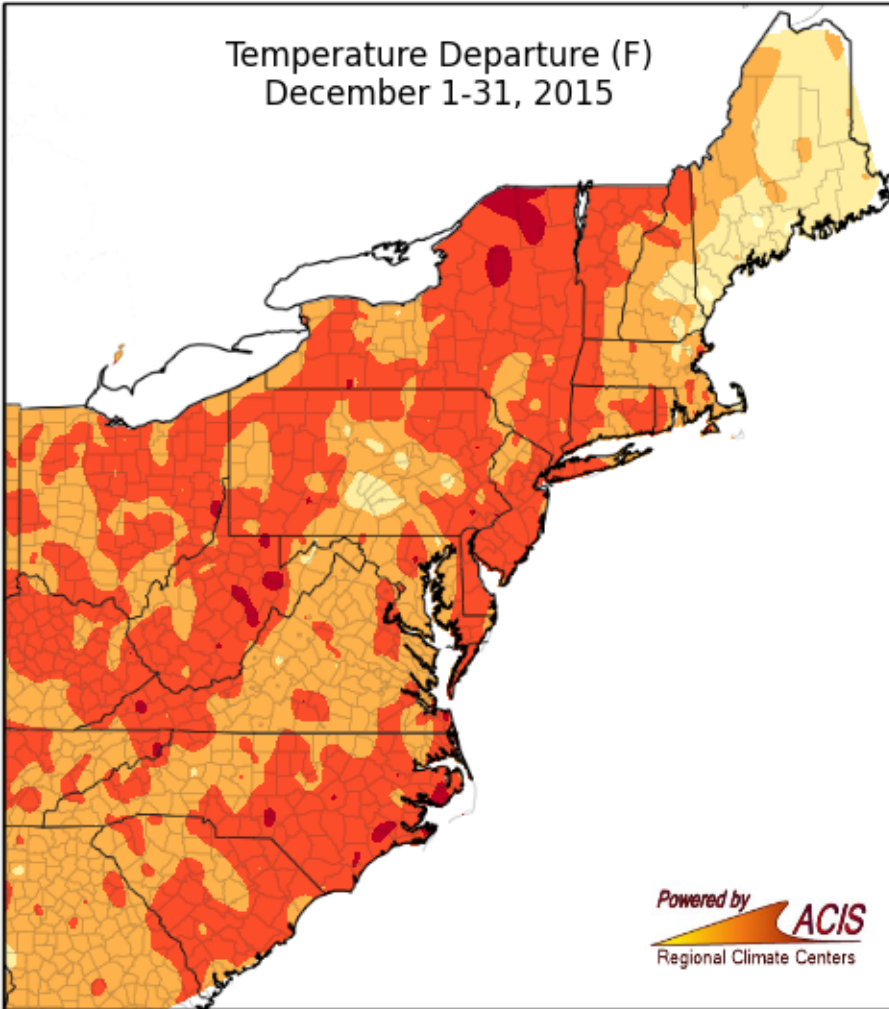 Temperature Departure (F)
December 1-31, 2015
Powered by
ACIS
Regional Climate Centers